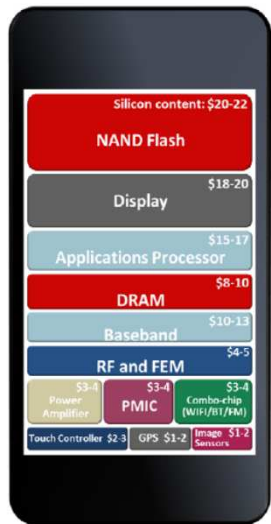 Silicon content: $20-22
NAND Flash
$18-20
Display
$15-17
Applications Processor
$8-10
DRAM
$10-13
Baseband
$4-5
RF and FEM
$3-4
Power
Amplifier
$3-4
PMIC
$3-4
Combo-chip
(WIFI/BT/FM)
Touch Controller $2-3
GPS $1-2
Image $1-2
Sensors